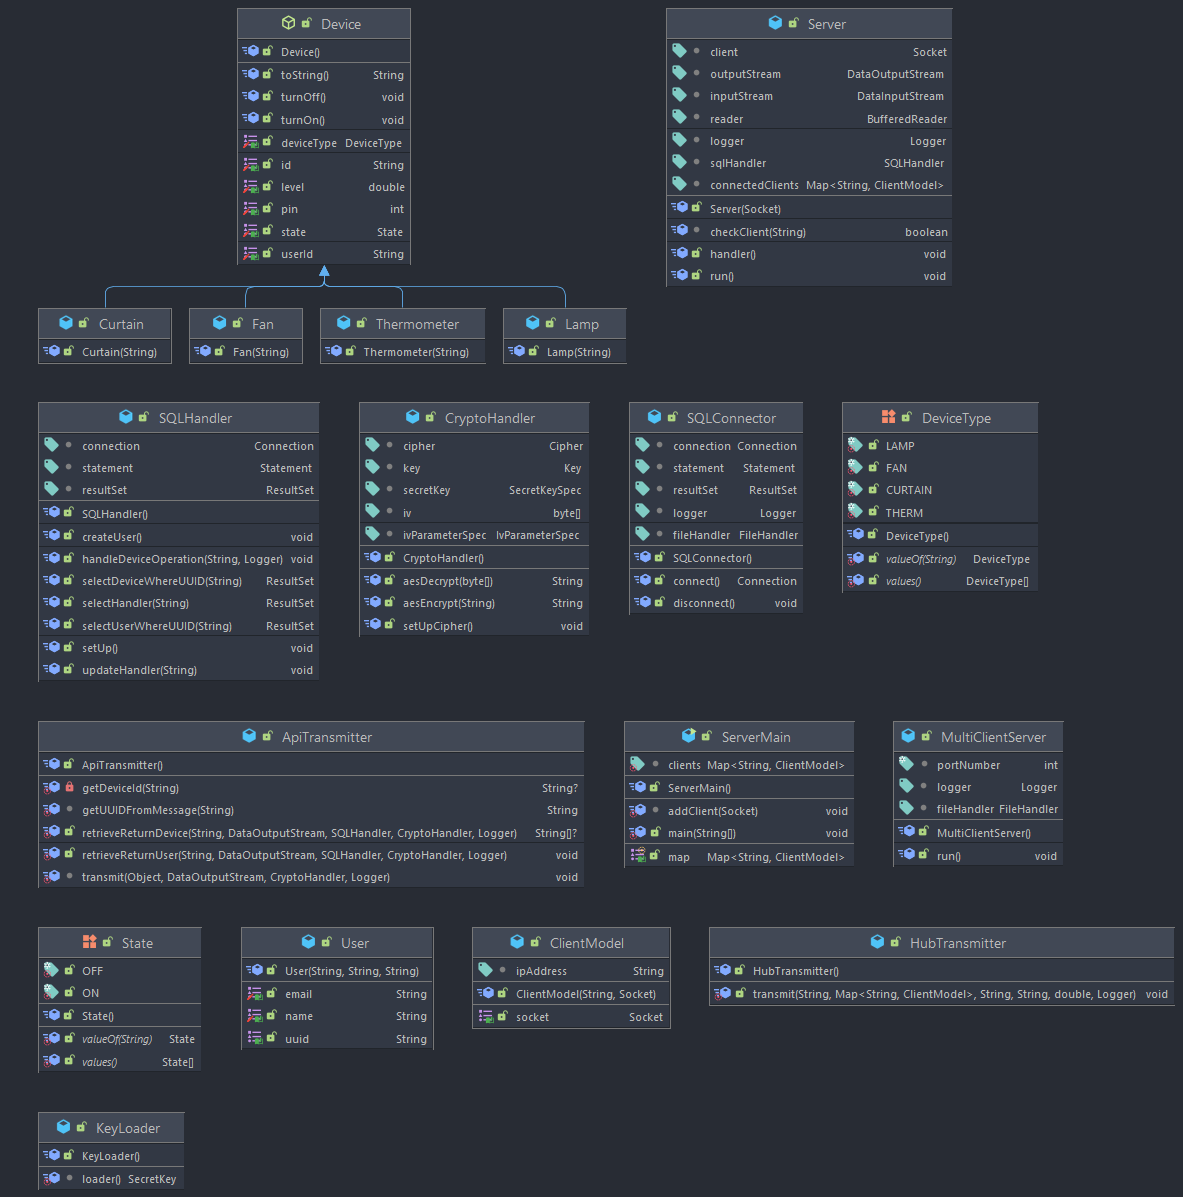 Device
Device()
toString() String
turnOff() void
turnOn() void
deviceType DeviceType
id String
level double
pin int
state State
userId String
Server
client Socket
outputStream DataOutputStream
inputStream DataInputStream
reader BufferedReader
logger Logger
sqlHandler SQLHandler
connectedClients Map<String, ClientModel>
Server(Socket)
checkClient(String) boolean
handler() void
run() void
Curtain
Curtain(String)
Fan
Fan(String)
Thermometer
Thermometer(String)
Lamp
Lamp(String)
SQLHandler
connection Connection
statement Statement
resultSet ResultSet
SQLHandler()
createUser() void
handleDeviceOperation(String, Logger) void
selectDeviceWhereUUID(String) ResultSet
selectHandler(String) ResultSet
selectUserWhereUUID(String) ResultSet
setUp() void
updateHandler(String) void
CryptoHandler
cipher Cipher
key Key
secretKey SecretKeySpec
iv byte[]
ivParameterSpec IvParameterSpec
CryptoHandler()
aesDecrypt(byte[]) String
aesEncrypt(String) String
setUpCipher() void
SQLConnector
connection Connection
statement Statement
resultSet ResultSet
logger Logger
fileHandler FileHandler
SQLConnector()
connect() Connection
disconnect() void
DeviceType
LAMP
FAN
CURTAIN
THERM
DeviceType()
valueOf(String) DeviceType
values() DeviceType[]
ApiTransmitter
ApiTransmitter()
getDeviceId(String) String?
getUUIDFromMessage(String) String
retrieveReturnDevice(String, DataOutputStream, SQLHandler, CryptoHandler, Logger) String[]?
retrieveReturnUser(String, DataOutputStream, SQLHandler, CryptoHandler, Logger) void
transmit(Object, DataOutputStream, CryptoHandler, Logger) void
ServerMain
clients Map<String, ClientModel>
ServerMain()
addClient(Socket) void
main(String[]) void
map Map<String, ClientModel>
MultiClientServer
portNumber int
logger Logger
fileHandler FileHandler
MultiClientServer()
run() void
State
OFF
ON
State()
valueOf(String) State
values() State[]
User
User(String, String, String)
email String
name String
uuid String
ClientModel
ipAddress String
ClientModel(String, Socket)
socket Socket
HubTransmitter
HubTransmitter()
transmit(String, Map<String, ClientModel>, String, String, double, Logger) void
KeyLoader
KeyLoader()
loader() SecretKey